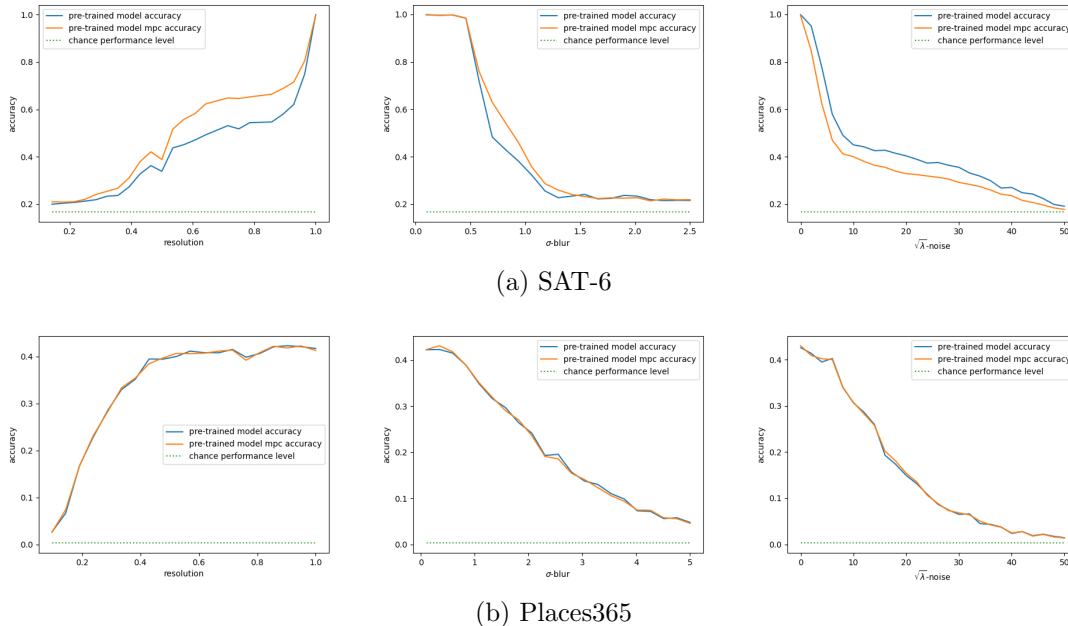 pre-trained model accuracy
pre-trained model mpc accuracy
chance performance level
accuracy
1.0
0.8
0.6
0.4
0.2
0.2 0.4 0.6 0.8 1.0
resolution
pre-trained model accuracy
pre-trained model mpc accuracy
chance performance level
accuracy
1.0
0.8
0.6
0.4
0.2
0.0 0.5 1.0 1.5 2.0 2.5
σ-blur
pre-trained model accuracy
pre-trained model mpc accuracy
chance performance level
accuracy
1.0
0.8
0.6
0.4
0.2
0 10 20 30 40 50
√λ-noise
(a) SAT-6
pre-trained model accuracy
pre-trained model mpc accuracy
chance performance level
accuracy
0.4
0.3
0.2
0.1
0.0
0.2 0.4 0.6 0.8 1.0
resolution
pre-trained model accuracy
pre-trained model mpc accuracy
chance performance level
accuracy
0.4
0.3
0.2
0.1
0.0
0 1 2 3 4 5
σ-blur
pre-trained model accuracy
pre-trained model mpc accuracy
chance performance level
accuracy
0.4
0.3
0.2
0.1
0.0
0 10 20 30 40 50
√λ-noise
(b) Places365